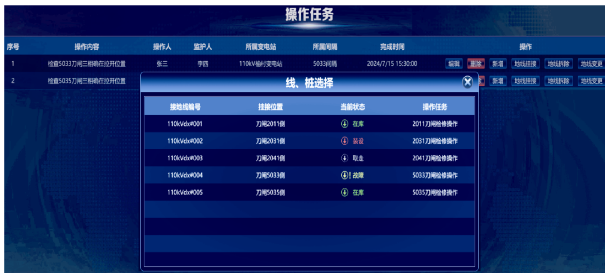 操作任务
序号 操作内容 操作人 监护人 所属变电站 所属间隔 完成时间 操作
1 检查5033刀闸三相确在拉开位置 张三 李四 110kV榆村变电站 5033间隔 2024/7/15 15:30:00 编辑 删除 新增 地线挂接 地线拆除 地线变更
2 检查5035刀闸三相确在拉开位置 新增 地线挂接 地线拆除 地线变更
线、桩选择
接地线编号 挂接位置 当前状态 操作任务
110kVdx#001 刀闸2011侧 在库 2011刀闸检修操作
110kVdx#002 刀闸2031侧 装设 2031刀闸检修操作
110kVdx#003 刀闸2041侧 取走 2041刀闸检修操作
110kVdx#004 刀闸5033侧 故障 5033刀闸检修操作
110kVdx#005 刀闸5035侧 在库 5035刀闸检修操作